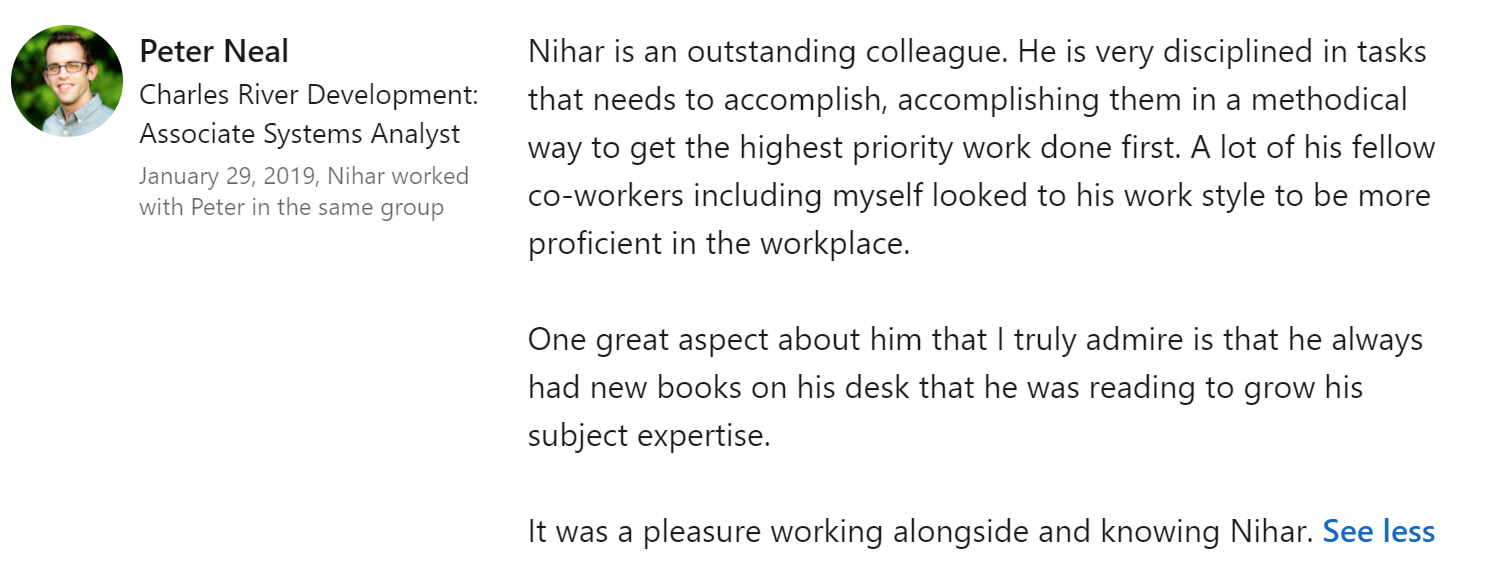 Peter Neal
Charles River Development:
Associate Systems Analyst
January 29, 2019, Nihar worked
with Peter in the same group
Nihar is an outstanding colleague. He is very disciplined in tasks
that needs to accomplish, accomplishing them in a methodical
way to get the highest priority work done first. A lot of his fellow
co-workers including myself looked to his work style to be more
proficient in the workplace.
One great aspect about him that I truly admire is that he always
had new books on his desk that he was reading to grow his
subject expertise.
It was a pleasure working alongside and knowing Nihar. See less